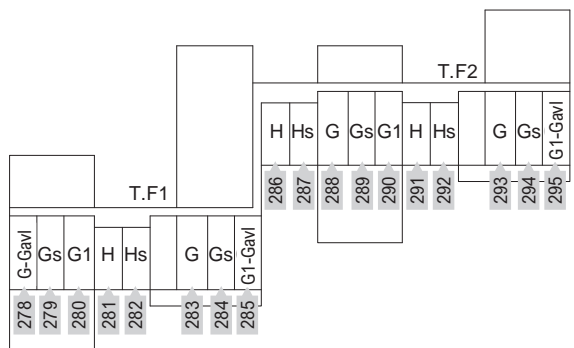 T.F2
H Hs G Gs G1 H Hs G Gs G1-Gavl
286 287 288 289 290 291 292 293 294 295
T.F1
G-Gavl Gs G1 H Hs G Gs G1-Gavl
278 279 280 281 282 283 284 285